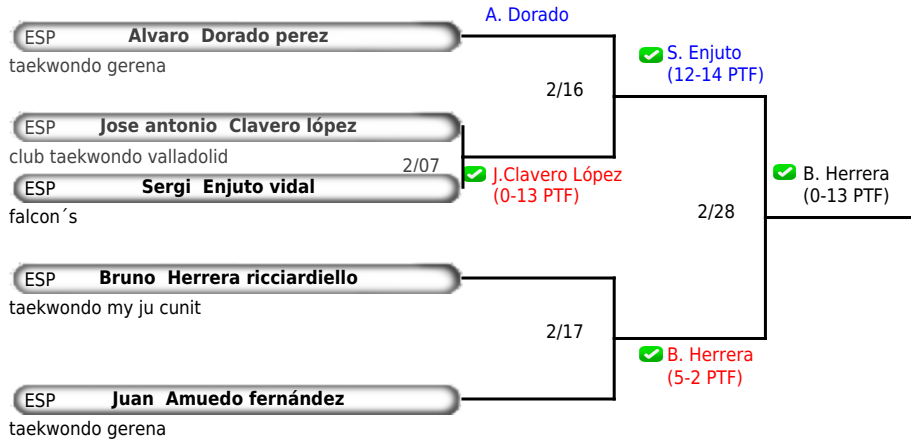 A. Dorado
ESP Alvaro Dorado perez
taekwondo gerena
S. Enjuto
(12-14 PTF)
2/16
ESP Jose antonio Clavero lópez
club taekwondo valladolid
2/07
J.Clavero López
(0-13 PTF)
ESP Sergi Enjuto vidal
falcon´s
B. Herrera
(0-13 PTF)
2/28
ESP Bruno Herrera ricciardiello
taekwondo my ju cunit
2/17
B. Herrera
(5-2 PTF)
ESP Juan Amuedo fernández
taekwondo gerena